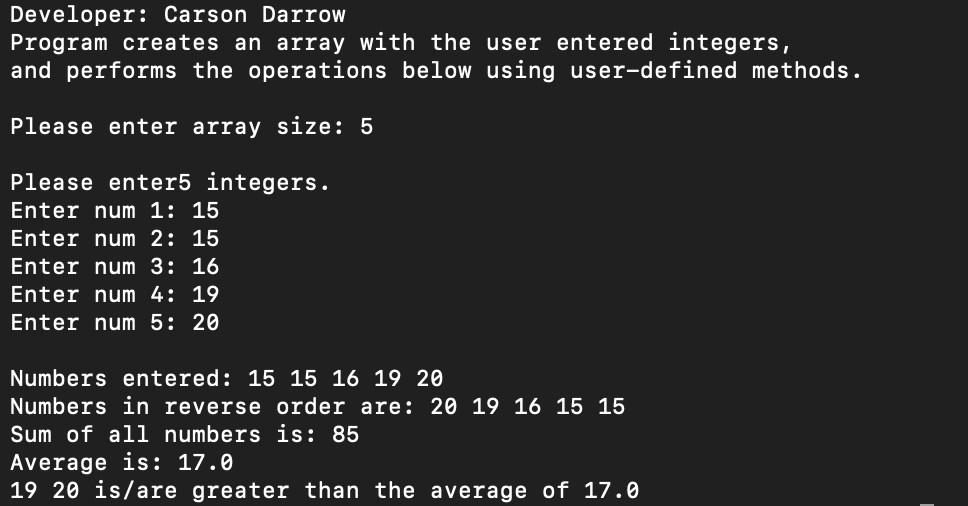 Developer: Carson Darrow
Program creates an array with the user entered integers,
and performs the operations below using user-defined methods.
Please enter array size: 5
Please enter5 integers.
Enter num 1: 15
Enter num 2: 15
Enter num 3: 16
Enter num 4: 19
Enter num 5: 20
Numbers entered: 15 15 16 19 20
Numbers in reverse order are: 20 19 16 15 15
Sum of all numbers is: 85
Average is: 17.0
19 20 is/are greater than the average of 17.0